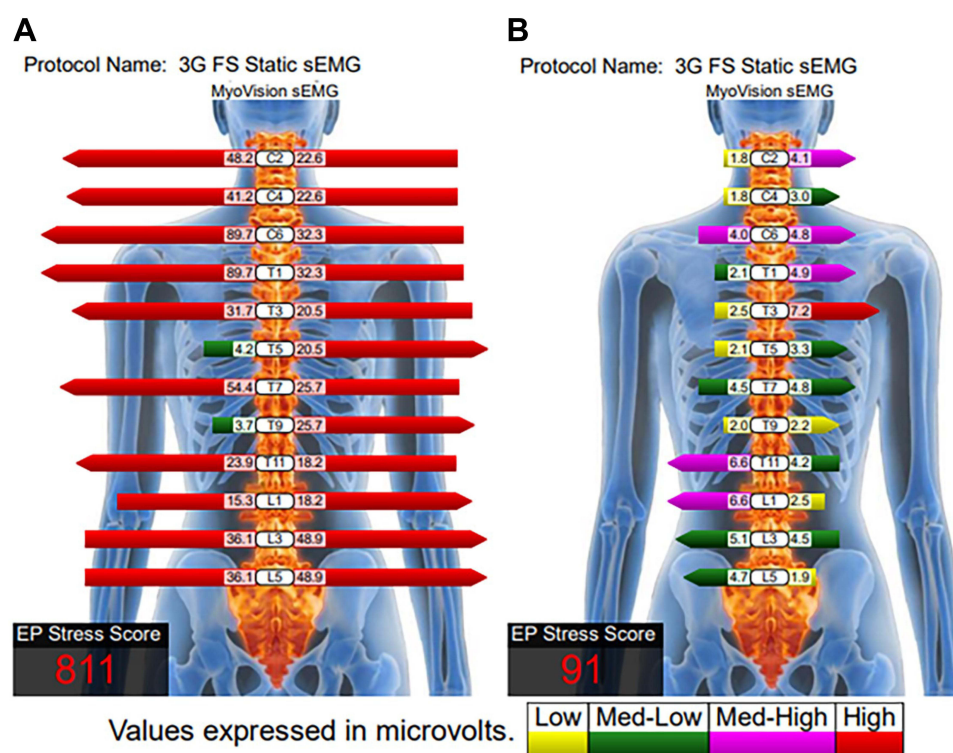 A
Protocol Name: 3G FS Static sEMG
MyoVision sEMG
48.2 C2 22.6
41.2 C4 22.6
89.7 C6 32.3
89.7 T1 32.3
31.7 T3 20.5
4.2 T5 20.5
54.4 T7 25.7
3.7 T9 25.7
23.9 T11 18.2
15.3 L1 18.2
36.1 L3 48.9
36.1 L5 48.9
EP Stress Score
811
B
Protocol Name: 3G FS Static sEMG
MyoVision sEMG
1.8 C2 4.1
1.8 C4 3.0
4.0 C6 4.8
2.1 T1 4.9
2.5 T3 7.2
2.1 T5 3.3
4.5 T7 4.8
2.0 T9 2.2
6.6 T11 4.2
6.6 L1 2.5
5.1 L3 4.5
4.7 L5 1.9
EP Stress Score
91
Values expressed in microvolts.
Low Med-Low Med-High High